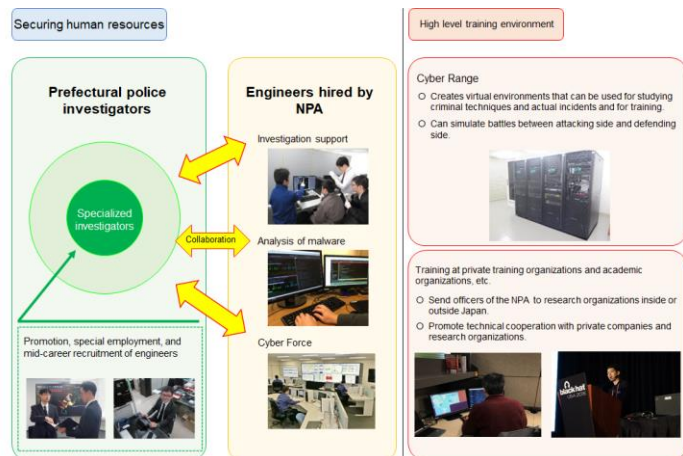 Securing human resources
High level training environment
Prefectural police
investigators
Specialized
investigators
Promotion, special employment, and
mid-career recruitment of engineers
Collaboration
Engineers hired by
NPA
Investigation support
Analysis of malware
Cyber Force
Cyber Range
Creates virtual environments that can be used for studying
criminal techniques and actual incidents and for training.
Can simulate battles between attacking side and defending
side.
Training at private training organizations and academic
organizations, etc.
Send officers of the NPA to research organizations inside or
outside Japan.
Promote technical cooperation with private companies and
research organizations.
black hat